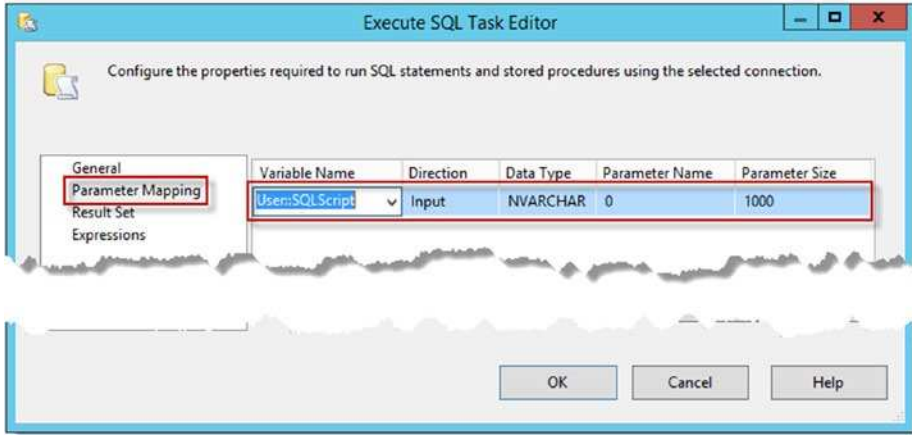 Execute SQL Task Editor
Configure the properties required to run SQL statements and stored procedures using the selected connection.
General
Parameter Mapping
Result Set
Expressions
Variable Name Direction Data Type Parameter Name Parameter Size
User::SQLScript Input NVARCHAR 0 1000
OK Cancel Help